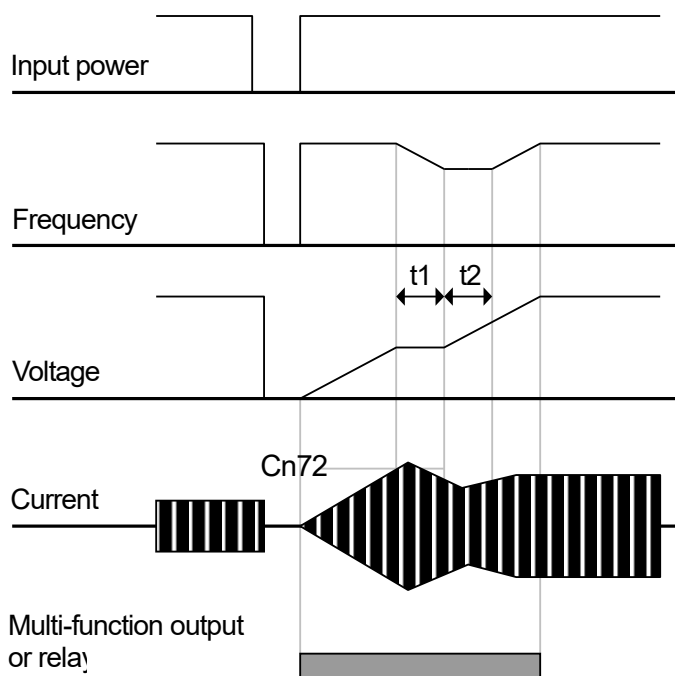 Input power
Frequency
t1 t2
Voltage
Cn72
Current
Multi-function output
or relay